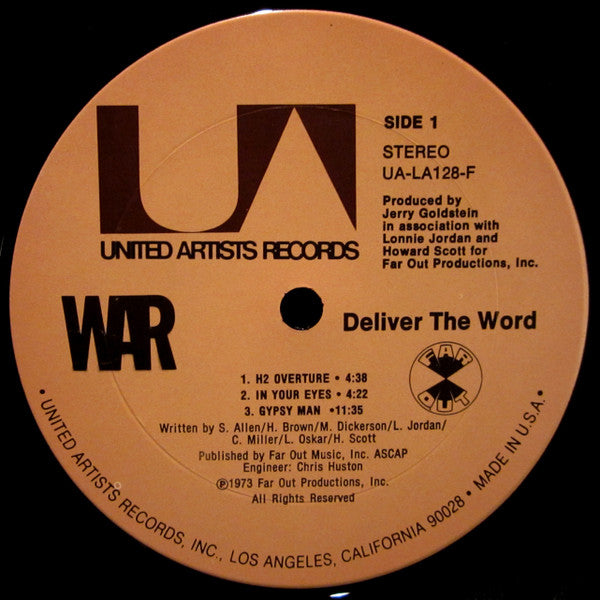 UA
UNITED ARTISTS RECORDS
SIDE 1
STEREO
UA-LA128-F
Produced by
Jerry Goldstein
in association with
Lonnie Jordan and
Howard Scott for
Far Out Productions, Inc.
WAR
Deliver The Word
FAR
OUT
1. H2 OVERTURE • 4:38
2. IN YOUR EYES • 4:22
3. GYPSY MAN •11:35
Written by S. Allen/H. Brown/M. Dickerson/L. Jordan/
C. Miller/L. Oskar/H. Scott
Published by Far Out Music, Inc. ASCAP
Engineer: Chris Huston
℗1973 Far Out Productions, Inc.
All Rights Reserved
• UNITED ARTISTS RECORDS, INC., LOS ANGELES, CALIFORNIA 90028 • MADE IN U.S.A. •